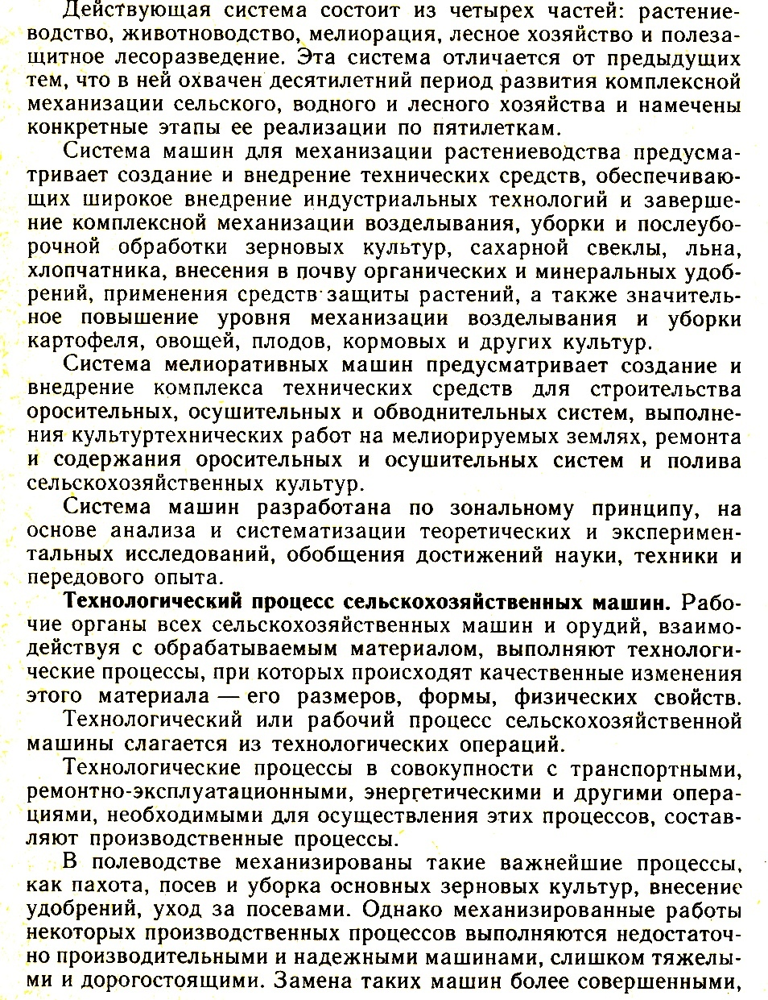 Действующая система состоит из четырех частей: растение-
водство, животноводство, мелиорация, лесное хозяйство и полеза-
щитное лесоразведение. Эта система отличается от предыдущих
тем, что в ней охвачен десятилетний период развития комплексной
механизации сельского, водного и лесного хозяйства и намечены
конкретные этапы ее реализации по пятилеткам.
Система машин для механизации растениеводства предусма-
тривает создание и внедрение технических средств, обеспечиваю-
щих широкое внедрение индустриальных технологий и заверше-
ние комплексной механизации возделывания, уборки и послеубо-
рочной обработки зерновых культур, сахарной свеклы, льна,
хлопчатника, внесения в почву органических и минеральных удоб-
рений, применения средств защиты растений, а также значитель-
ное повышение уровня механизации возделывания и уборки
картофеля, овощей, плодов, кормовых и других культур.
Система мелиоративных машин предусматривает создание и
внедрение комплекса технических средств для строительства
оросительных, осушительных и обводнительных систем, выполне-
ния культуртехнических работ на мелиорируемых землях, ремонта
и содержания оросительных и осушительных систем и полива
сельскохозяйственных культур.
Система машин разработана по зональному принципу, на
основе анализа и систематизации теоретических и эксперимен-
тальных исследований, обобщения достижений науки, техники и
передового опыта.
Технологический процесс сельскохозяйственных машин. Рабо-
чие органы всех сельскохозяйственных машин и орудий, взаимо-
действуя с обрабатываемым материалом, выполняют технологи-
ческие процессы, при которых происходят качественные изменения
этого материала — его размеров, формы, физических свойств.
Технологический или рабочий процесс сельскохозяйственной
машины слагается из технологических операций.
Технологические процессы в совокупности с транспортными,
ремонтно-эксплуатационными, энергетическими и другими опера-
циями, необходимыми для осуществления этих процессов, состав-
ляют производственные процессы.
В полеводстве механизированы такие важнейшие процессы,
как пахота, посев и уборка основных зерновых культур, внесение
удобрений, уход за посевами. Однако механизированные работы
некоторых производственных процессов выполняются недостаточ-
но производительными и надежными машинами, слишком тяжелы-
ми и дорогостоящими. Замена таких машин более совершенными,